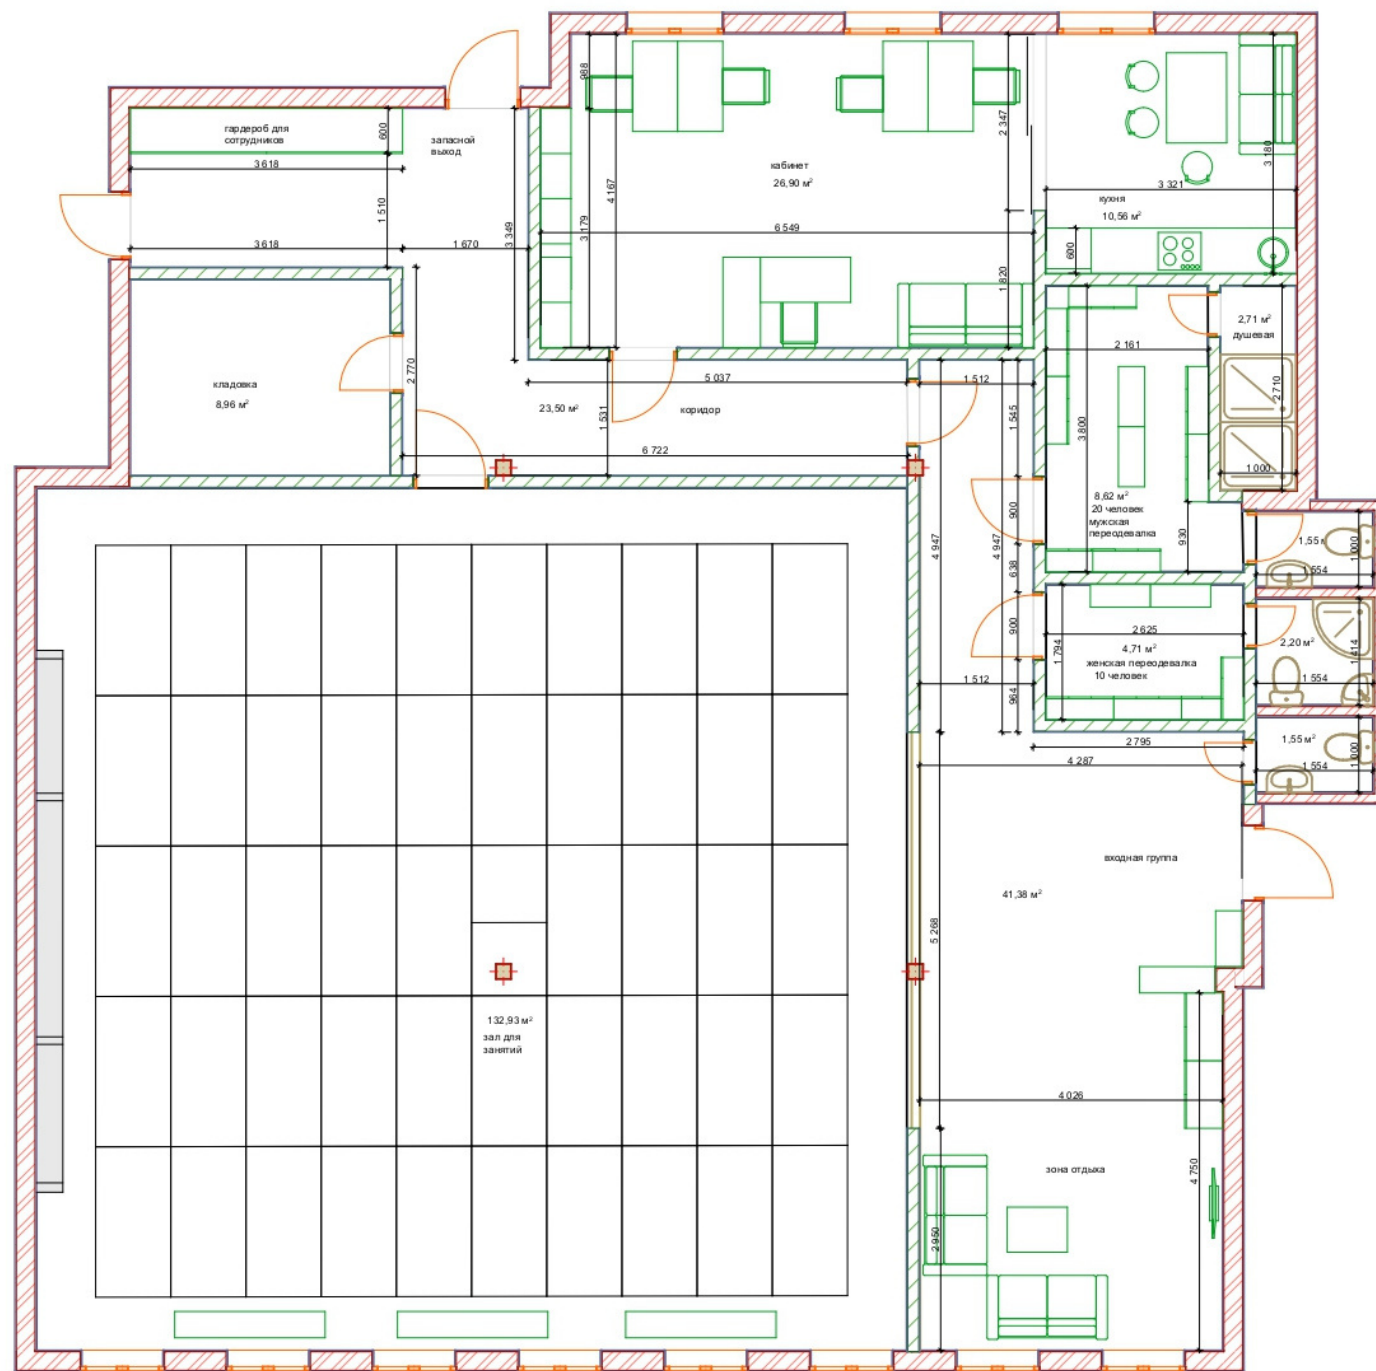 гардероб для
сотрудников
600
3 618
запасной
выход
1 510
3 618
1 670
3 349
988
4 167
3 179
кабинет
26,90 м²
6 549
2 347
1 820
3 321
3 180
кухня
10,56 м²
600
2,71 м²
душевая
2 161
3 800
2 710
1 000
кладовка
8,96 м²
2 770
5 037
23,50 м²
1 531
коридор
6 722
1 512
1 545
4 947
4 947
900
638
900
964
8,62 м²
20 человек
мужская
переодевалка
930
1 000
1 554
2 625
1 794
4,71 м²
женская переодевалка
10 человек
2,20 м²
1 414
1 554
1 512
2 795
4 287
1,55 м²
1 000
1 554
входная группа
41,38 м²
5 268
132,93 м²
зал для
занятий
4 026
зона отдыха
4 750
2 950